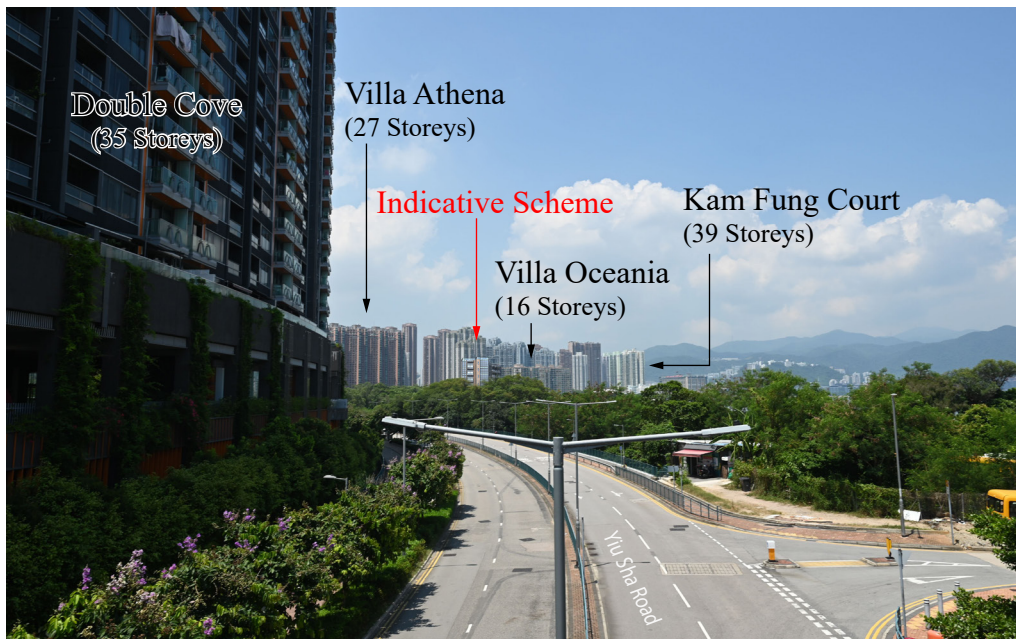 Double Cove
(35 Storeys)
Villa Athena
(27 Storeys)
Indicative Scheme
Kam Fung Court
(39 Storeys)
Villa Oceania
(16 Storeys)
Yiu Sha Road